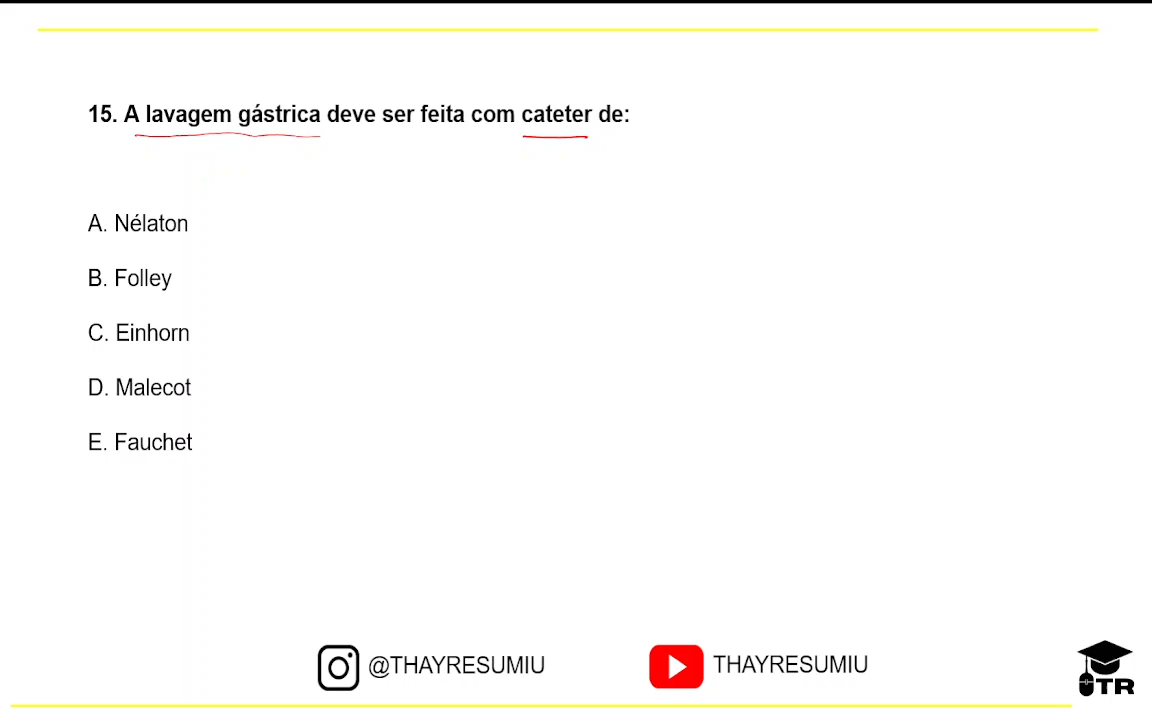 15. A lavagem gástrica deve ser feita com cateter de:
A. Nélaton
B. Folley
C. Einhorn
D. Malecot
E. Fauchet
@THAYRESUMIU
THAYRESUMIU
TR